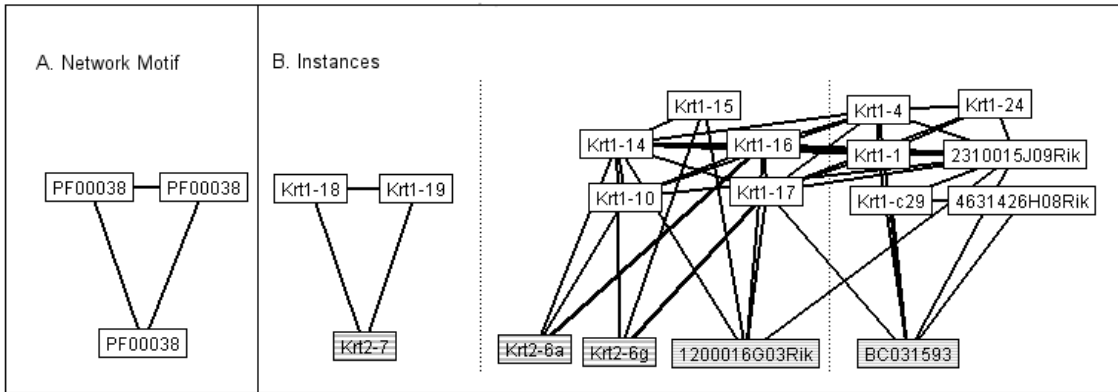 A. Network Motif
B. Instances
PF00038
PF00038
PF00038
Krt1-18
Krt1-19
Krt2-7
Krt1-15
Krt1-4
Krt1-24
Krt1-14
Krt1-16
Krt1-1
2310015J09Rik
Krt1-10
Krt1-17
Krt1-c29
4631426H08Rik
Krt2-6a
Krt2-6g
1200016G03Rik
BC031593